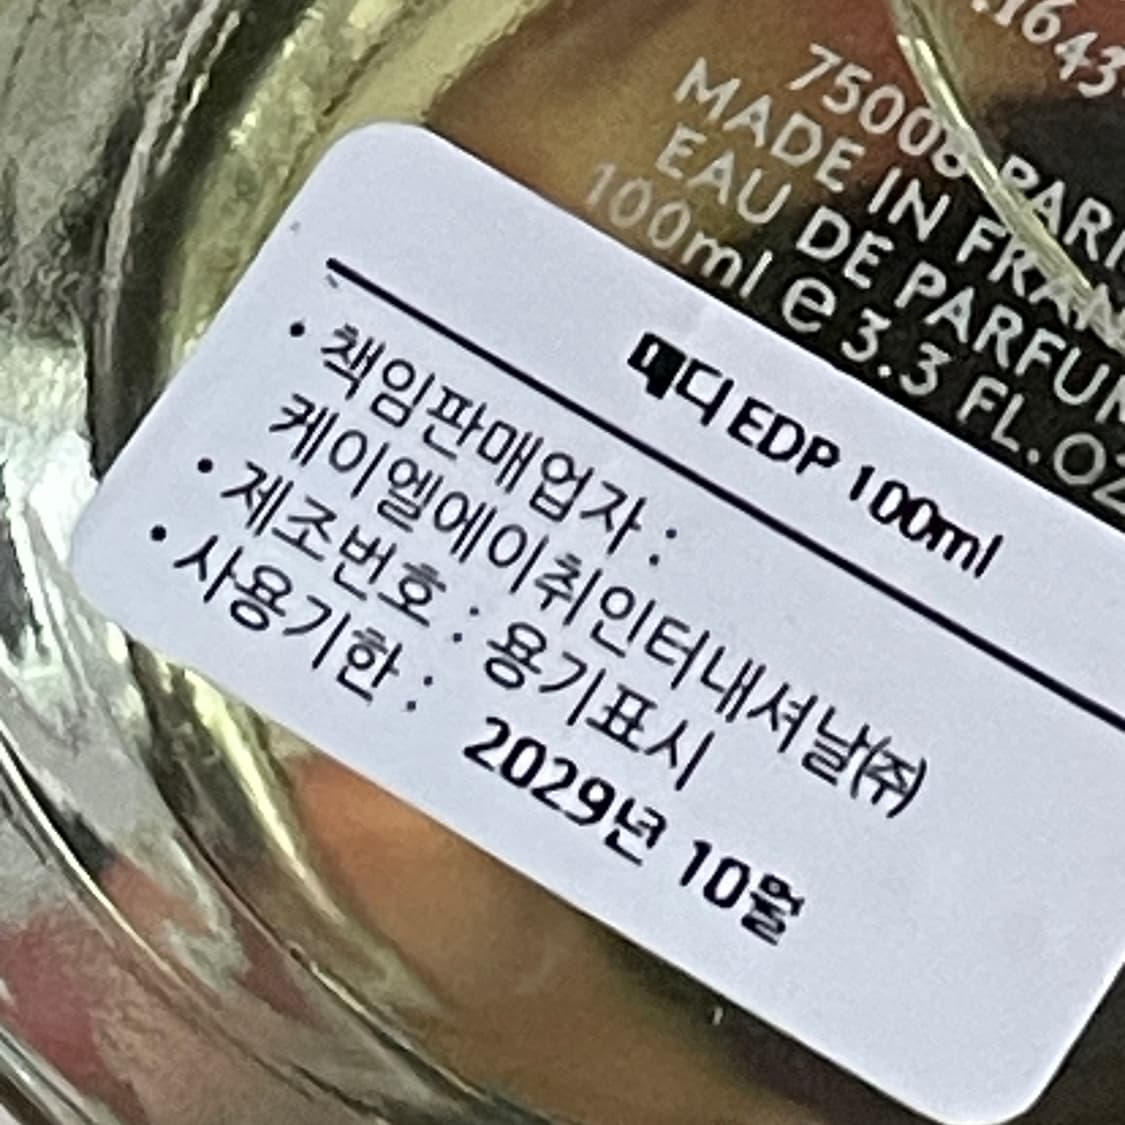 75008 PARIS
MADE IN FRANCE
EAU DE PARFUM
100ml e 3.3 FL.OZ
EDP 100ml
• 책임판매업자 :
케이엘에이취인터내셔날(주)
• 제조번호 : 용기표시
• 사용기한 : 2029년 10월